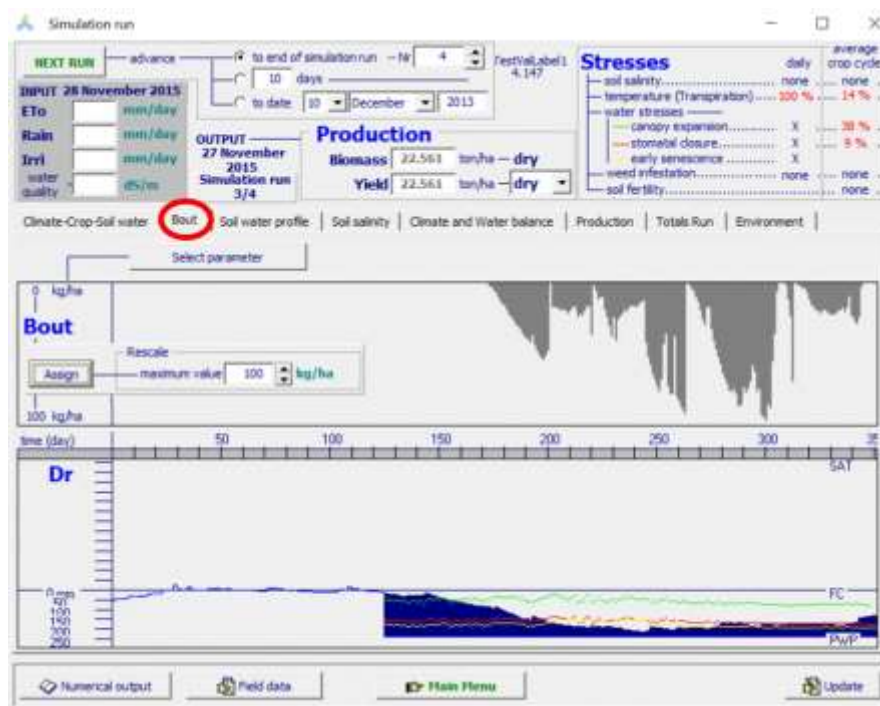 Simulation run
NEXT RUN advance to end of simulation run Nr 4
10 days
to date 10 December 2013
TestValLabel1
4.147
INPUT 28 November 2015
ETo mm/day
Rain mm/day
Irri mm/day
water quality dS/m
OUTPUT
27 November
2015
Simulation run
3/4
Production
Biomass 22.561 ton/ha dry
Yield 22.561 ton/ha dry
Stresses daily average crop cycle
soil salinity none none
temperature (Transpiration) 100 % 14 %
water stresses
canopy expansion X 38 %
stomatal closure X 9 %
early senescence X
weed infestation none none
soil fertility none
Climate-Crop-Soil water Bout Soil water profile Soil salinity Climate and Water balance Production Totals Run Environment
Select parameter
0 kg/ha
Bout
Rescale
Assign maximum value 100 kg/ha
100 kg/ha
time (day) 50 100 150 200 250 300 35
Dr SAT
0 mm FC
50
100
150
200
250 PWP
Numerical output Field data Main Menu Update